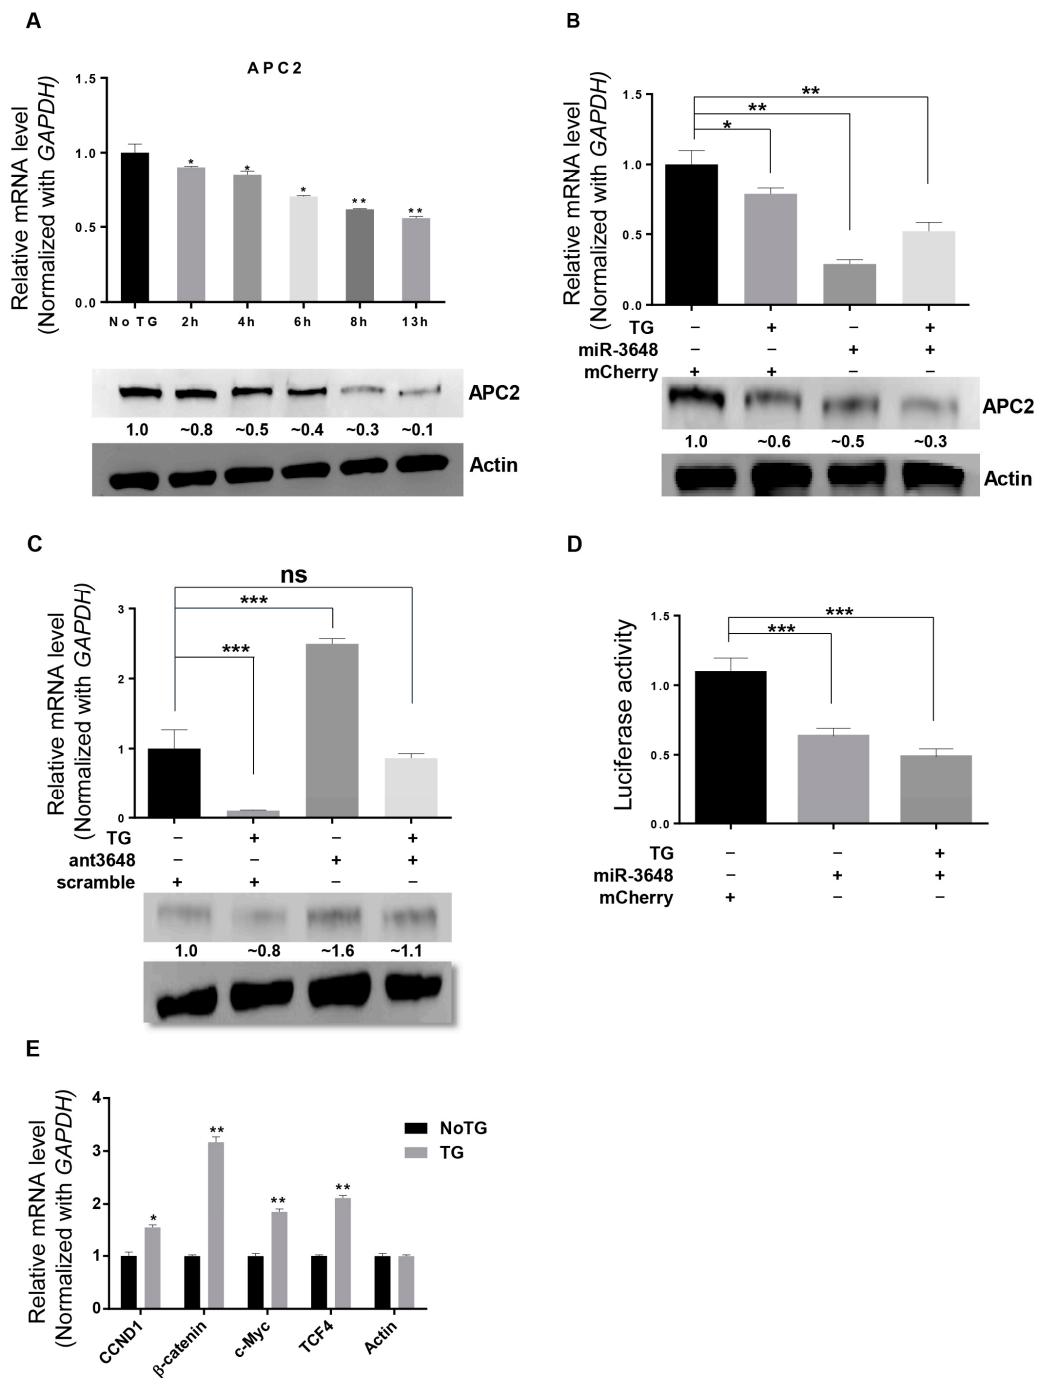 A
APC2
Relative mRNA level
(Normalized with GAPDH)
1.5
1.0
0.5
0.0
* * * ** **
No TG 2h 4h 6h 8h 13h
APC2
1.0 ~0.8 ~0.5 ~0.4 ~0.3 ~0.1
Actin
B
Relative mRNA level
(Normalized with GAPDH)
1.5
1.0
0.5
0.0
**
**
*
TG − + − +
miR-3648 − − + +
mCherry + + − −
APC2
1.0 ~0.6 ~0.5 ~0.3
Actin
C
Relative mRNA level
(Normalized with GAPDH)
3
2
1
0
ns
***
***
TG − + − +
ant3648 − − + +
scramble + + − −
1.0 ~0.8 ~1.6 ~1.1
D
Luciferase activity
1.5
1.0
0.5
0.0
***
***
TG − − +
miR-3648 − + +
mCherry + − −
E
Relative mRNA level
(Normalized with GAPDH)
4
3
2
1
0
* ** ** **
NoTG
TG
CCND1 β-catenin c-Myc TCF4 Actin